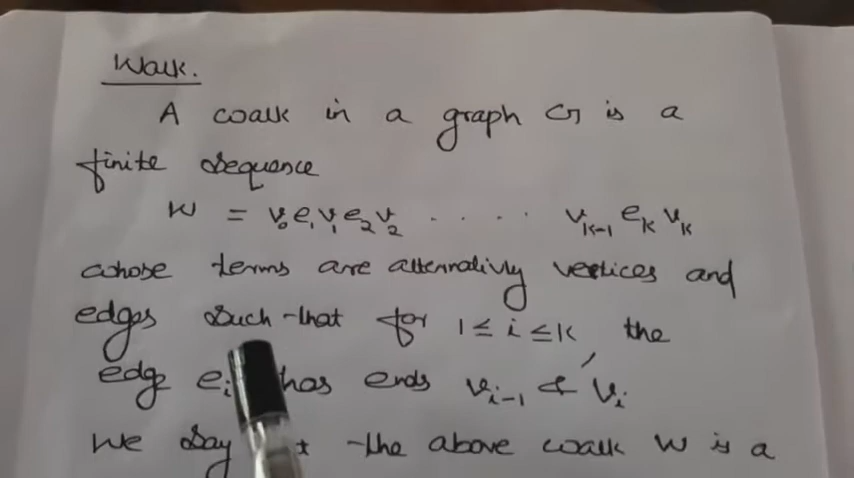 Walk.
A walk in a graph G is a
finite sequence
W = v₀e₁v₁e₂v₂ . . . . . vₖ₋₁ eₖ vₖ
whose terms are alternativly vertices and
edges such that for 1 ≤ i ≤ k, the
edge eᵢ has ends vᵢ₋₁ & vᵢ
We say the above walk W is a